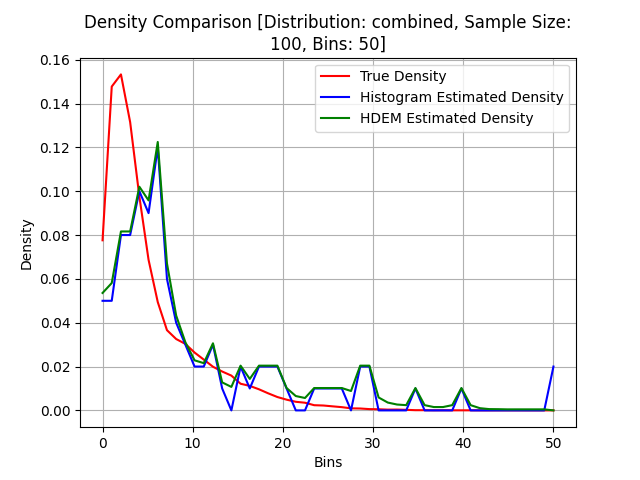 Density Comparison [Distribution: combined, Sample Size:
100, Bins: 50]
True Density
Histogram Estimated Density
HDEM Estimated Density
Density
0.16
0.14
0.12
0.10
0.08
0.06
0.04
0.02
0.00
0 10 20 30 40 50
Bins